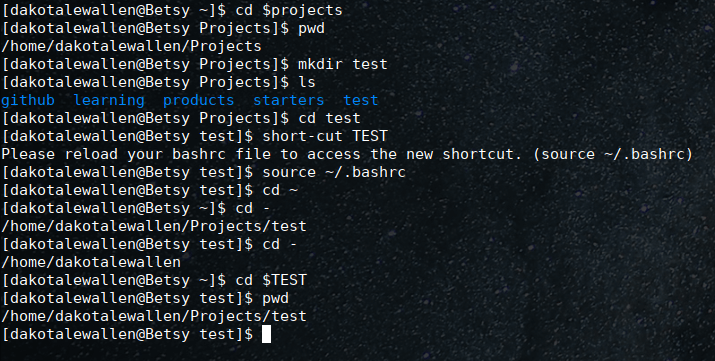 [dakotalewallen@Betsy ~]$ cd $projects
[dakotalewallen@Betsy Projects]$ pwd
/home/dakotalewallen/Projects
[dakotalewallen@Betsy Projects]$ mkdir test
[dakotalewallen@Betsy Projects]$ ls
github  learning  products  starters  test
[dakotalewallen@Betsy Projects]$ cd test
[dakotalewallen@Betsy test]$ short-cut TEST
Please reload your bashrc file to access the new shortcut. (source ~/.bashrc)
[dakotalewallen@Betsy test]$ source ~/.bashrc
[dakotalewallen@Betsy test]$ cd ~
[dakotalewallen@Betsy ~]$ cd -
/home/dakotalewallen/Projects/test
[dakotalewallen@Betsy test]$ cd -
/home/dakotalewallen
[dakotalewallen@Betsy ~]$ cd $TEST
[dakotalewallen@Betsy test]$ pwd
/home/dakotalewallen/Projects/test
[dakotalewallen@Betsy test]$